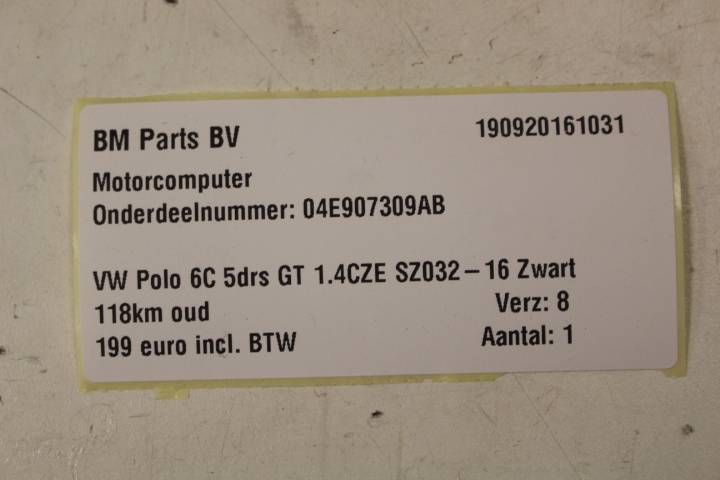 BM Parts BV 190920161031
Motorcomputer
Onderdeelnummer: 04E907309AB
VW Polo 6C 5drs GT 1.4CZE SZ032-16 Zwart
118km oud Verz: 8
199 euro incl. BTW Aantal: 1